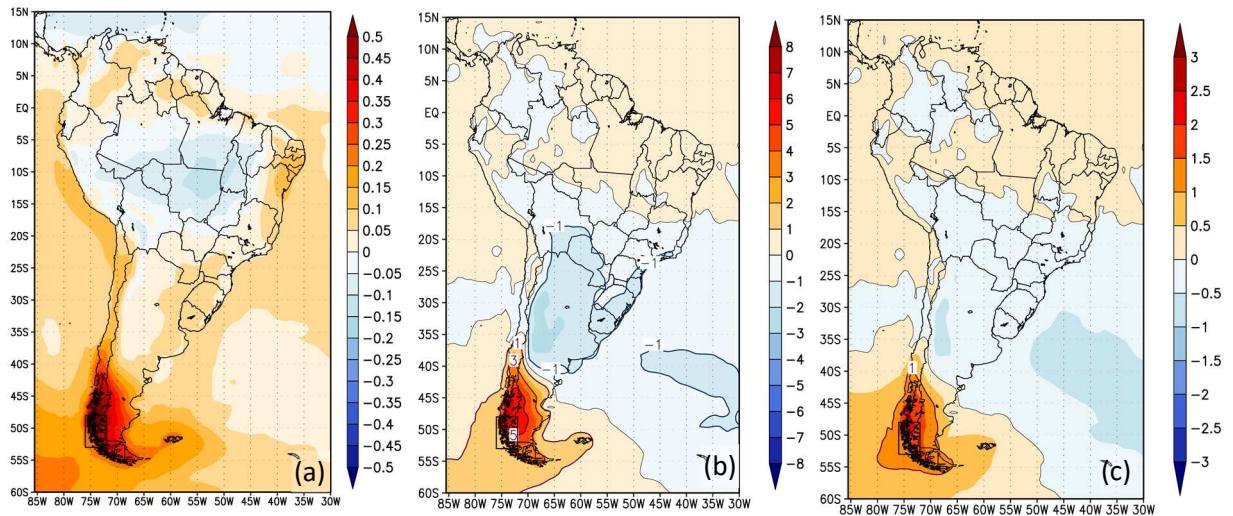 15N
10N
5N
EQ
5S
10S
15S
20S
25S
30S
35S
40S
45S
50S
55S
60S
85W 80W 75W 70W 65W 60W 55W 50W 45W 40W 35W 30W
(a)
0.5
0.45
0.4
0.35
0.3
0.25
0.2
0.15
0.1
0.05
0
−0.05
−0.1
−0.15
−0.2
−0.25
−0.3
−0.35
−0.4
−0.45
−0.5
15N
10N
5N
EQ
5S
10S
15S
20S
25S
30S
35S
40S
45S
50S
55S
60S
85W 80W 75W 70W 65W 60W 55W 50W 45W 40W 35W 30W
−1
−1
1
3
−1
−1
5
(b)
8
7
6
5
4
3
2
1
0
−1
−2
−3
−4
−5
−6
−7
−8
15N
10N
5N
EQ
5S
10S
15S
20S
25S
30S
35S
40S
45S
50S
55S
60S
85W 80W 75W 70W 65W 60W 55W 50W 45W 40W 35W 30W
1
(c)
3
2.5
2
1.5
1
0.5
0
−0.5
−1
−1.5
−2
−2.5
−3